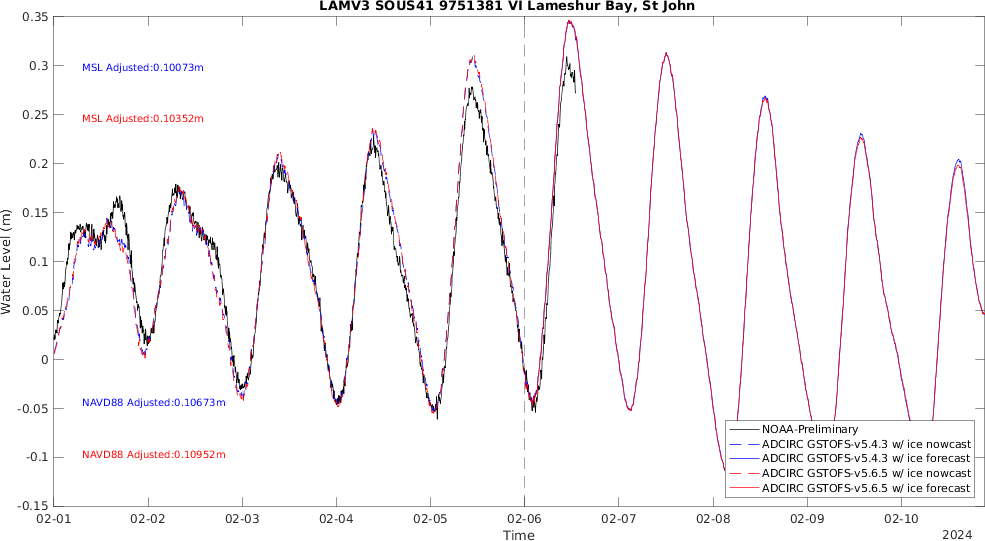 LAMV3 SOUS41 9751381 VI Lameshur Bay, St John
0.35
0.3
0.25
0.2
0.15
0.1
0.05
0
-0.05
-0.1
-0.15
Water Level (m)
MSL Adjusted:0.10073m
MSL Adjusted:0.10352m
NAVD88 Adjusted:0.10673m
NAVD88 Adjusted:0.10952m
NOAA-Preliminary
ADCIRC GSTOFS-v5.4.3 w/ ice nowcast
ADCIRC GSTOFS-v5.4.3 w/ ice forecast
ADCIRC GSTOFS-v5.6.5 w/ ice nowcast
ADCIRC GSTOFS-v5.6.5 w/ ice forecast
02-01 02-02 02-03 02-04 02-05 02-06 02-07 02-08 02-09 02-10
Time
2024